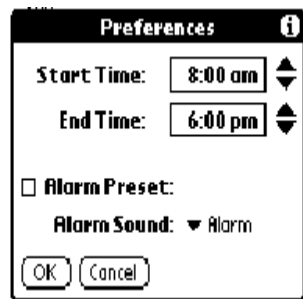 Preferences i
Start Time: 8:00 am
End Time: 6:00 pm
Alarm Preset:
Alarm Sound: Alarm
OK Cancel